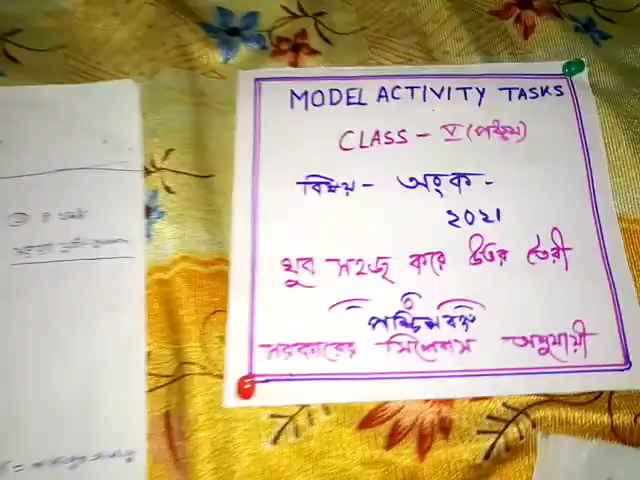 MODEL ACTIVITY TASKS
CLASS - V (পঞ্চম)
বিষয় - অংক -
২০২১
খুব সহজ করে উত্তর তৈরী
পশ্চিমবঙ্গ
সরকারের সিলেবাস অনুযায়ী